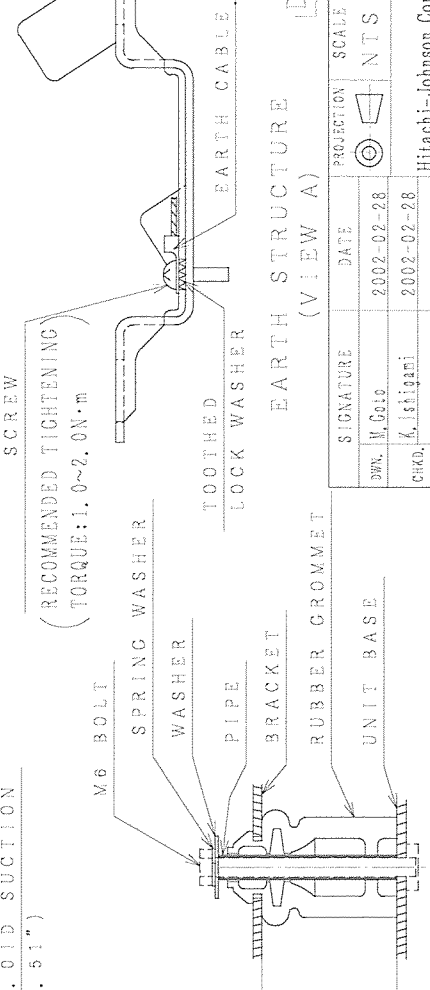 . OID SUCTION
. 51")
M6 BOLT
SPRING WASHER
WASHER
PIPE
BRACKET
RUBBER GROMMET
UNIT BASE
SCREW
(RECOMMENDED TIGHTENING
TORQUE:1.0~2.0N·m)
TOOTHED
LOCK WASHER
EARTH CABLE
EARTH STRUCTURE
(VIEW A)
SIGNATURE DATE PROJECTION SCALE
DWN. M.Goto 2002-02-28 NTS
CHKD. K.Ishigami 2002-02-28
Hitachi-Johnson Con